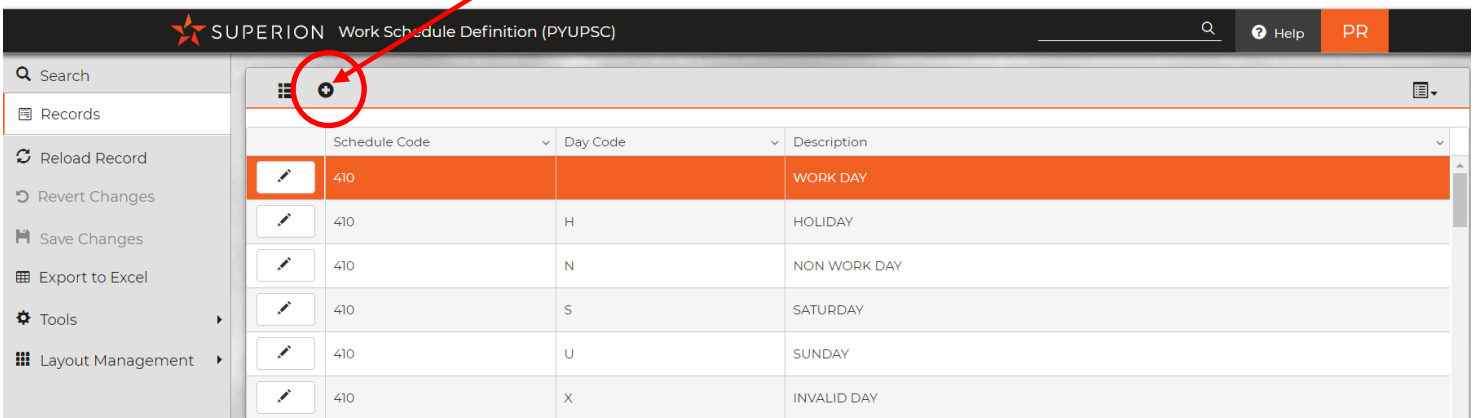 SUPERION Work Schedule Definition (PYUPSC) Help PR
Search
Records
Reload Record
Revert Changes
Save Changes
Export to Excel
Tools
Layout Management
Schedule Code Day Code Description
410 WORK DAY
410 H HOLIDAY
410 N NON WORK DAY
410 S SATURDAY
410 U SUNDAY
410 X INVALID DAY